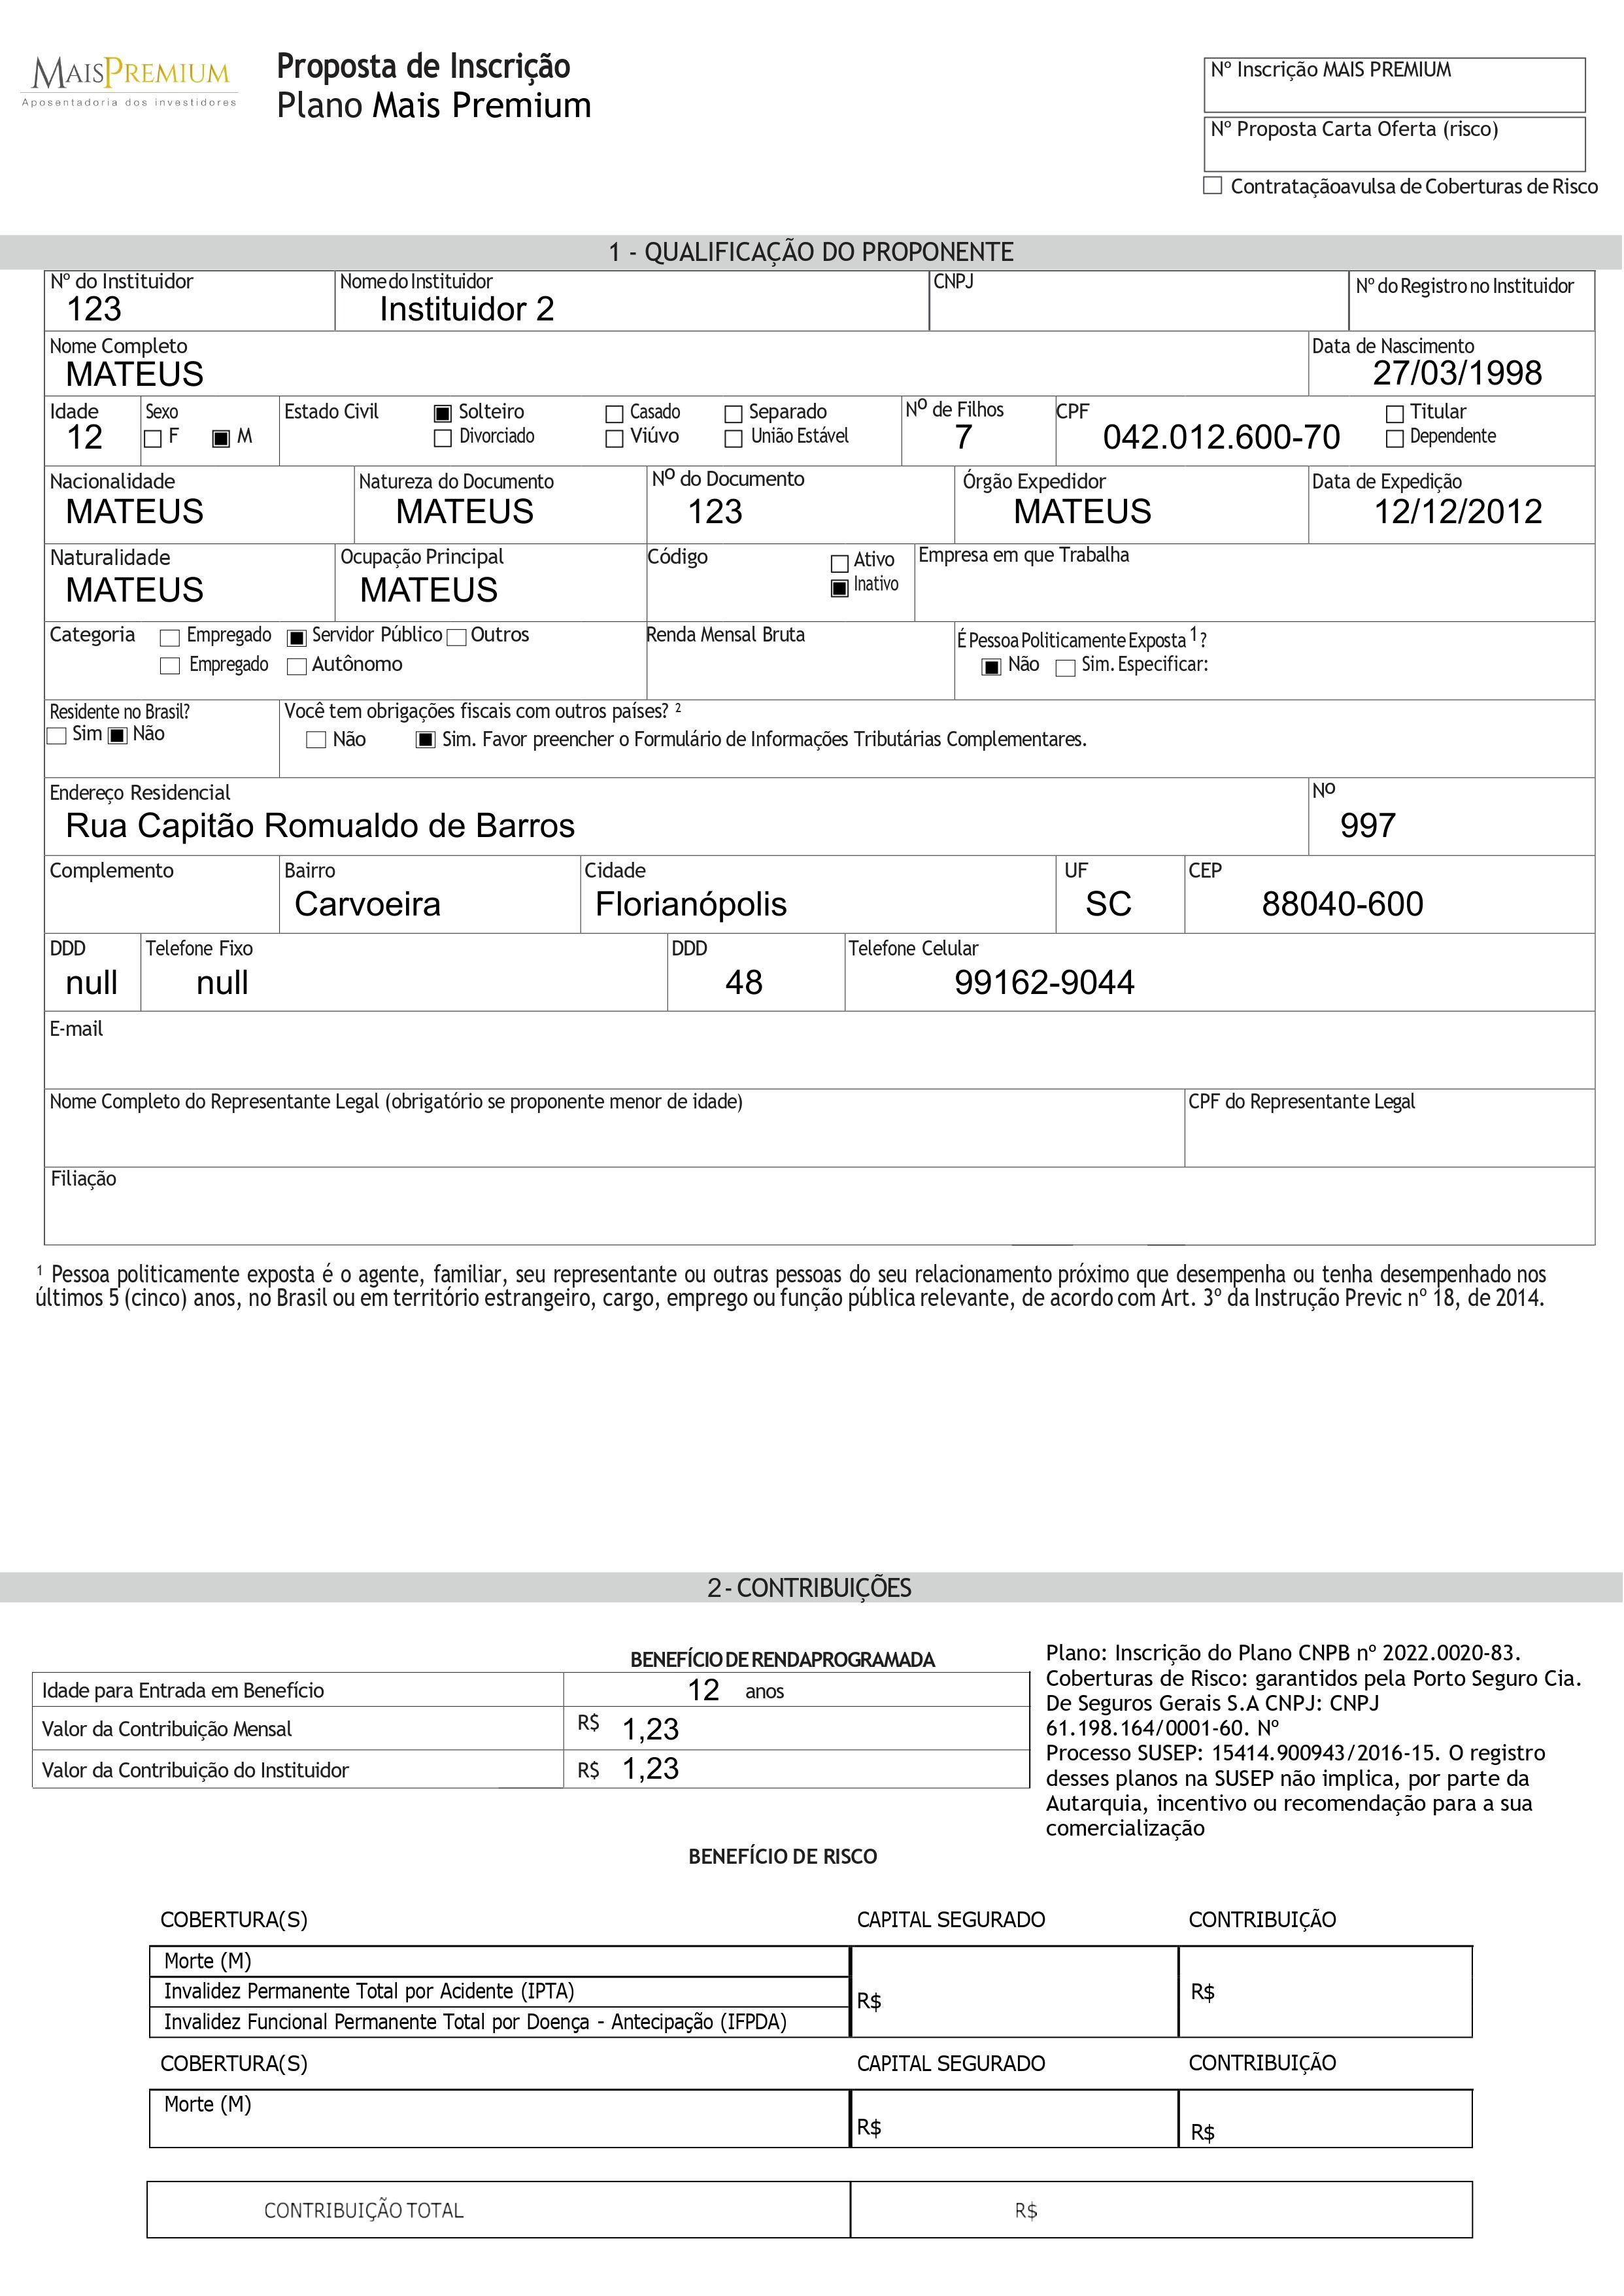 MAISPREMIUM
Aposentadoria dos investidores
Proposta de Inscrição
Plano Mais Premium
Nº Inscrição MAIS PREMIUM
Nº Proposta Carta Oferta (risco)
Contrataçãoavulsa de Coberturas de Risco
1 - QUALIFICAÇÃO DO PROPONENTE
Nº do Instituidor
123
Nome do Instituidor
Instituidor 2
CNPJ
Nº do Registro no Instituidor
Nome Completo
MATEUS
Data de Nascimento
27/03/1998
Idade
12
Sexo
F M
Estado Civil
Solteiro Casado Separado
Divorciado Viúvo União Estável
Nº de Filhos
7
CPF
042.012.600-70
Titular
Dependente
Nacionalidade
MATEUS
Natureza do Documento
MATEUS
Nº do Documento
123
Órgão Expedidor
MATEUS
Data de Expedição
12/12/2012
Naturalidade
MATEUS
Ocupação Principal
MATEUS
Código
Ativo
Inativo
Empresa em que Trabalha
Categoria Empregado Servidor Público Outros
Empregado Autônomo
Renda Mensal Bruta
É Pessoa Politicamente Exposta 1 ?
Não Sim. Especificar:
Residente no Brasil?
Sim Não
Você tem obrigações fiscais com outros países? 2
Não Sim. Favor preencher o Formulário de Informações Tributárias Complementares.
Endereço Residencial
Rua Capitão Romualdo de Barros
Nº
997
Complemento
Bairro
Carvoeira
Cidade
Florianópolis
UF
SC
CEP
88040-600
DDD
null
Telefone Fixo
null
DDD
48
Telefone Celular
99162-9044
E-mail
Nome Completo do Representante Legal (obrigatório se proponente menor de idade)
CPF do Representante Legal
Filiação
1 Pessoa politicamente exposta é o agente, familiar, seu representante ou outras pessoas do seu relacionamento próximo que desempenha ou tenha desempenhado nos
últimos 5 (cinco) anos, no Brasil ou em território estrangeiro, cargo, emprego ou função pública relevante, de acordo com Art. 3º da Instrução Previc nº 18, de 2014.
2 - CONTRIBUIÇÕES
BENEFÍCIO DE RENDAPROGRAMADA
Idade para Entrada em Benefício 12 anos
Valor da Contribuição Mensal R$ 1,23
Valor da Contribuição do Instituidor R$ 1,23
Plano: Inscrição do Plano CNPB nº 2022.0020-83.
Coberturas de Risco: garantidos pela Porto Seguro Cia.
De Seguros Gerais S.A CNPJ: CNPJ
61.198.164/0001-60. Nº
Processo SUSEP: 15414.900943/2016-15. O registro
desses planos na SUSEP não implica, por parte da
Autarquia, incentivo ou recomendação para a sua
comercialização
BENEFÍCIO DE RISCO
COBERTURA(S) CAPITAL SEGURADO CONTRIBUIÇÃO
Morte (M)
Invalidez Permanente Total por Acidente (IPTA)
Invalidez Funcional Permanente Total por Doença - Antecipação (IFPDA)
R$ R$
COBERTURA(S) CAPITAL SEGURADO CONTRIBUIÇÃO
Morte (M)
R$ R$
CONTRIBUIÇÃO TOTAL R$